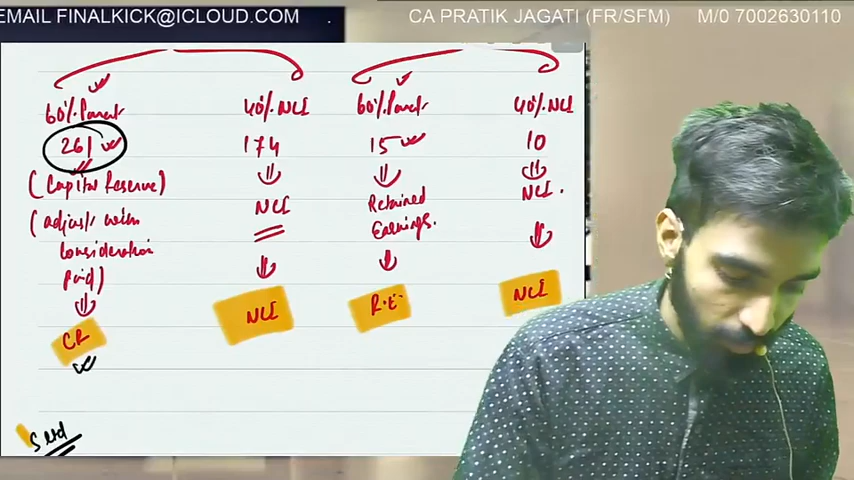 EMAIL FINALKICK@ICLOUD.COM .
CA PRATIK JAGATI (FR/SFM) M/0 7002630110
60% Parent 40% NCI 60% Parent 40% NCI
261 174 15 10
(Capital Reserve)
NCI
Retained
Earnings.
NCI.
(adjust with
consideration
paid)
CR NCI R.E. NCI
S Ltd